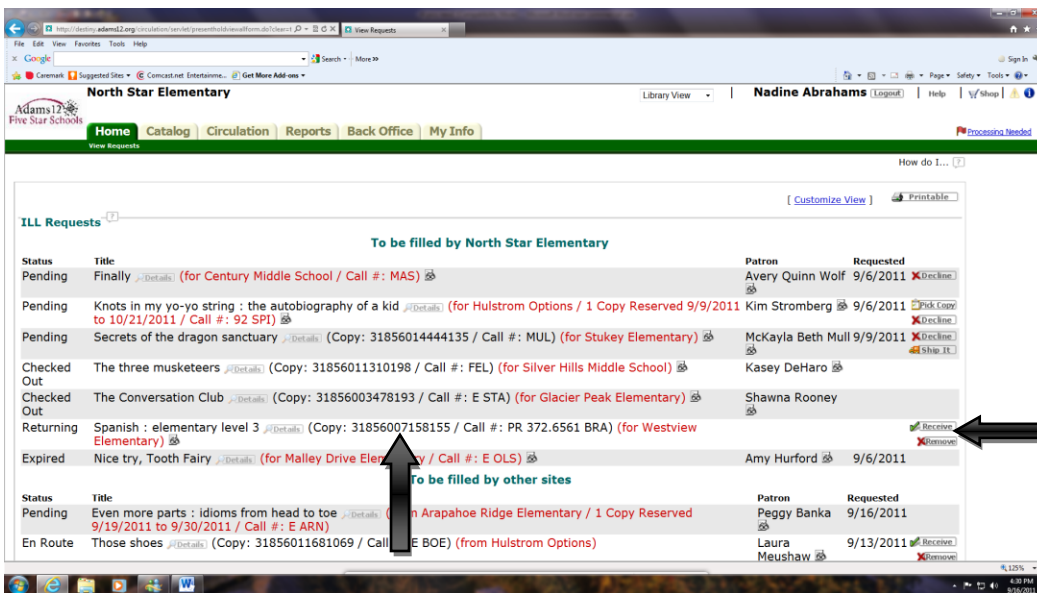 http://destiny.adams12.org/circulation/servlet/presentholdviewallform.do?clear=t
View Requests
File Edit View Favorites Tools Help
Google Search More >> Sign In
Caremark Suggested Sites Comcast.net Entertainme... Get More Add-ons Page Safety Tools
North Star Elementary Library View Nadine Abrahams Logout Help Shop
Adams12
Five Star Schools
Home Catalog Circulation Reports Back Office My Info Processing Needed
View Requests
How do I... ?
[ Customize View ] Printable
ILL Requests ?
To be filled by North Star Elementary
Status Title Patron Requested
Pending Finally Details (for Century Middle School / Call #: MAS) Avery Quinn Wolf 9/6/2011 Decline
Pending Knots in my yo-yo string : the autobiography of a kid Details (for Hulstrom Options / 1 Copy Reserved 9/9/2011 Kim Stromberg 9/6/2011 Pick Copy
to 10/21/2011 / Call #: 92 SPI) Decline
Pending Secrets of the dragon sanctuary Details (Copy: 31856014444135 / Call #: MUL) (for Stukey Elementary) McKayla Beth Mull 9/9/2011 Decline
Ship It
Checked The three musketeers Details (Copy: 31856011310198 / Call #: FEL) (for Silver Hills Middle School) Kasey DeHaro
Out
Checked The Conversation Club Details (Copy: 31856003478193 / Call #: E STA) (for Glacier Peak Elementary) Shawna Rooney
Out
Returning Spanish : elementary level 3 Details (Copy: 31856007158155 / Call #: PR 372.6561 BRA) (for Westview Receive
Elementary) Remove
Expired Nice try, Tooth Fairy Details (for Malley Drive Elementary / Call #: E OLS) Amy Hurford 9/6/2011
To be filled by other sites
Status Title Patron Requested
Pending Even more parts : idioms from head to toe Details Arapahoe Ridge Elementary / 1 Copy Reserved Peggy Banka 9/16/2011
9/19/2011 to 9/30/2011 / Call #: E ARN)
En Route Those shoes Details (Copy: 31856011681069 / Call E BOE) (from Hulstrom Options) Laura 9/13/2011 Receive
Meushaw Remove
125%
4:30 PM
9/16/2011